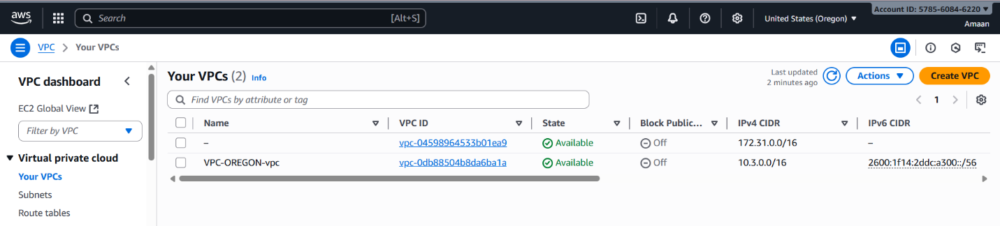 aws
Search [Alt+S]
United States (Oregon)
Account ID: 5785-6084-6220
Amaan
VPC
Your VPCs
VPC dashboard
EC2 Global View
Filter by VPC
Virtual private cloud
Your VPCs
Subnets
Route tables
Your VPCs (2) Info
Last updated
2 minutes ago
Actions
Create VPC
Find VPCs by attribute or tag
1
Name VPC ID State Block Public... IPv4 CIDR IPv6 CIDR
– vpc-04598964533b01ea9 Available Off 172.31.0.0/16 –
VPC-OREGON-vpc vpc-0db88504b8da6ba1a Available Off 10.3.0.0/16 2600:1f14:2ddc:a300::/56